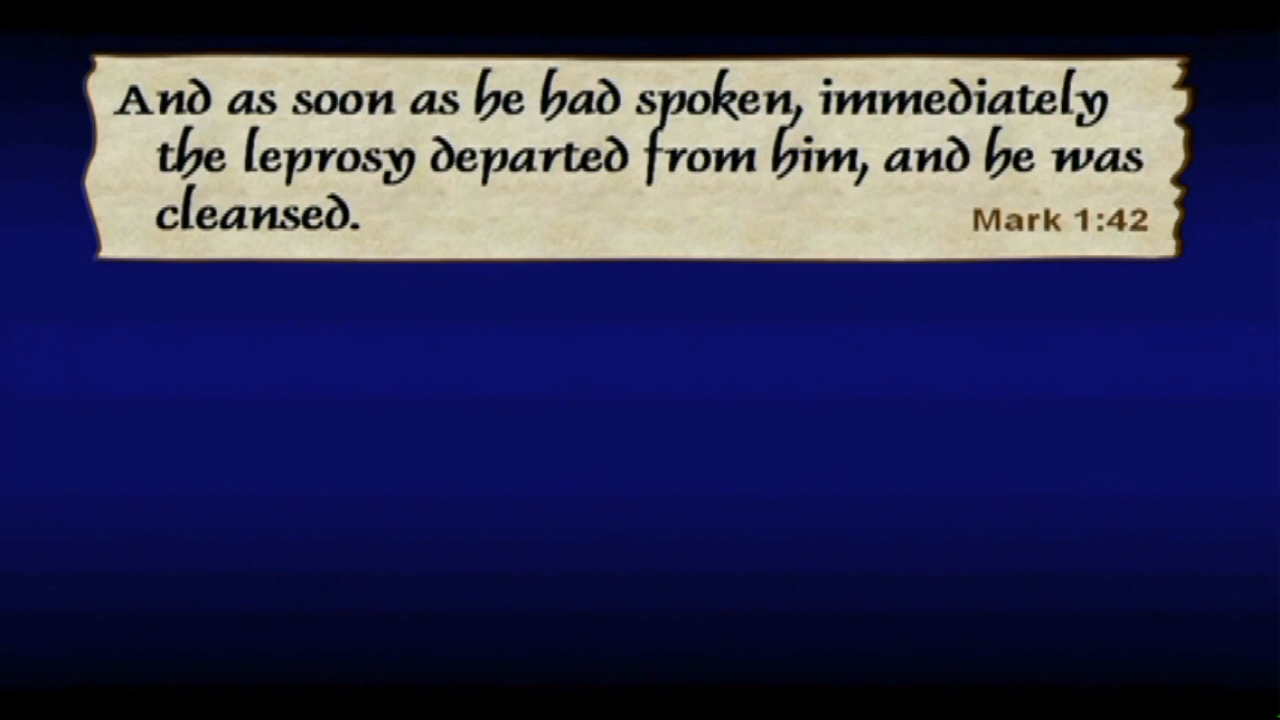 And as soon as he had spoken, immediately
the leprosy departed from him, and he was
cleansed.
Mark 1:42